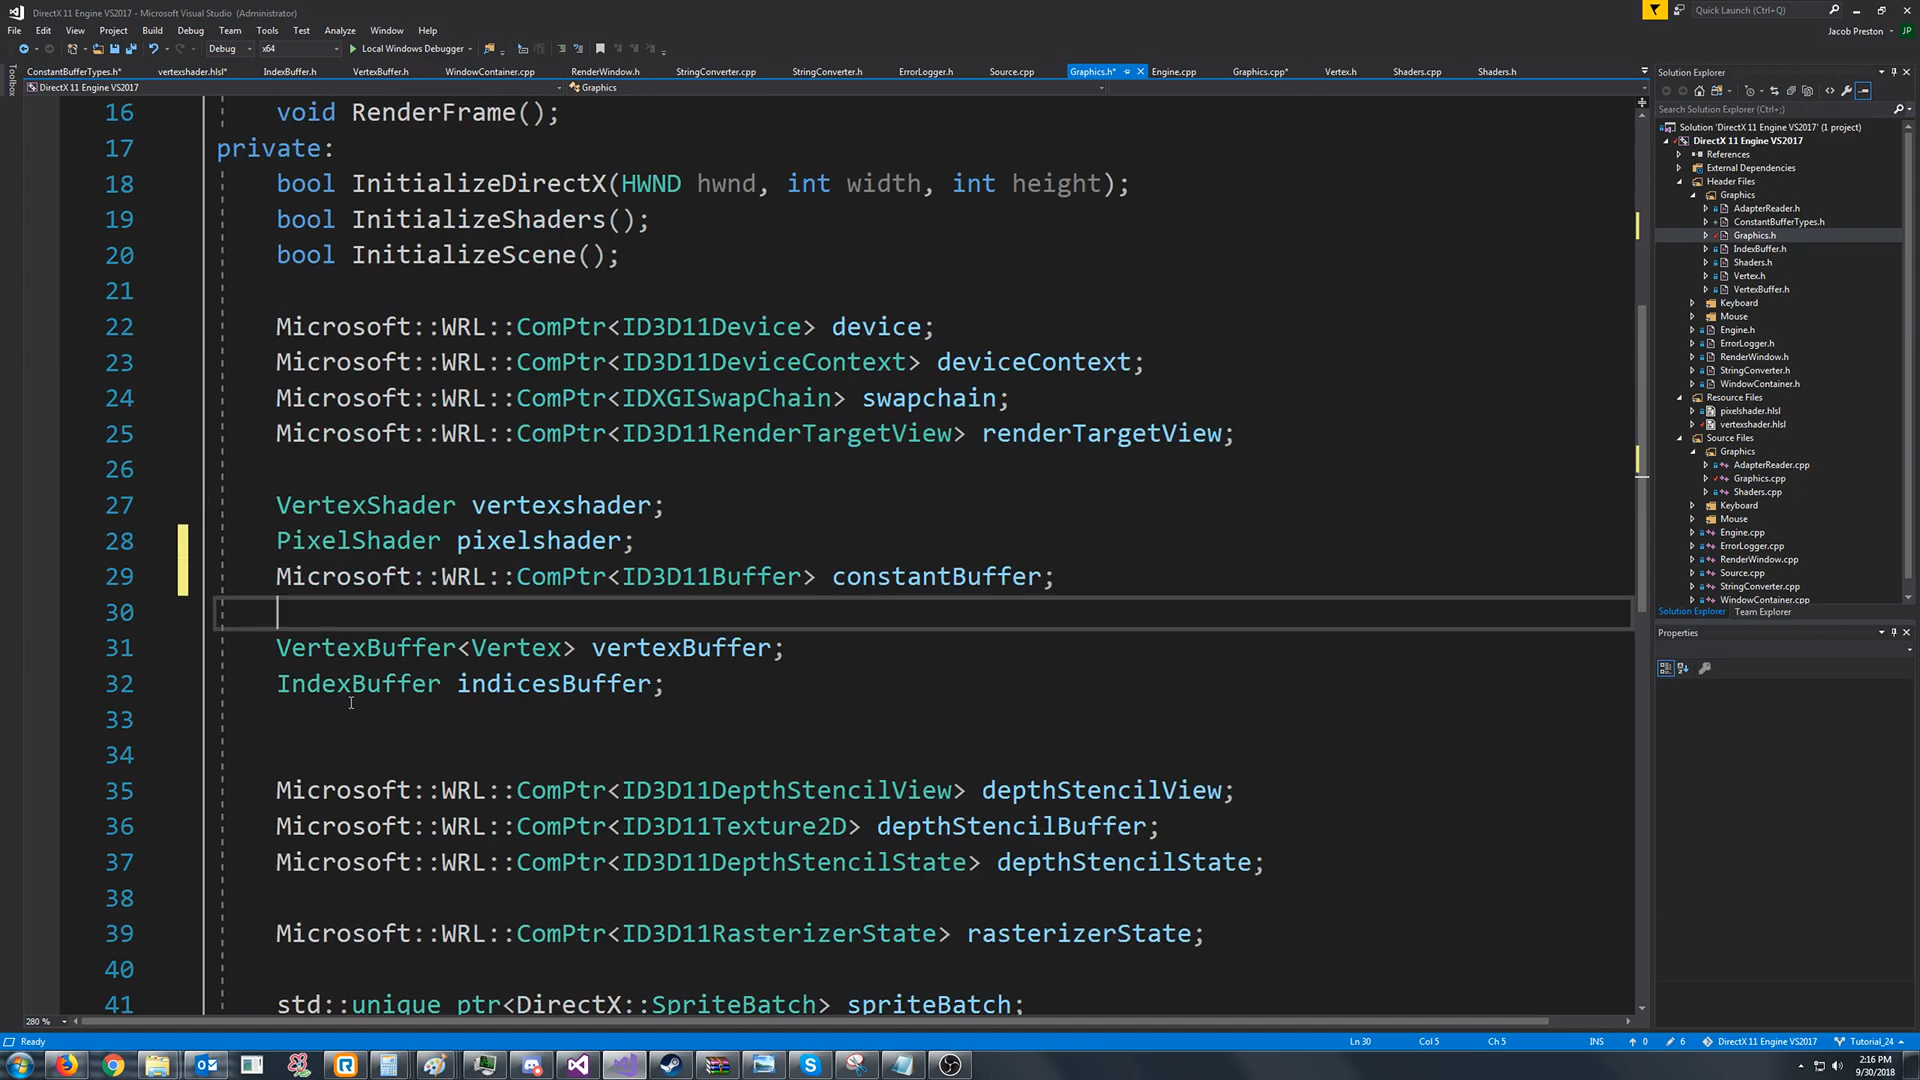 DirectX 11 Engine VS2017 - Microsoft Visual Studio (Administrator)
Quick Launch (Ctrl+Q)
File Edit View Project Build Debug Team Tools Test Analyze Window Help
Jacob Preston JP
Debug x64 Local Windows Debugger
Toolbox
ConstantBufferTypes.h* vertexshader.hlsl* IndexBuffer.h VertexBuffer.h WindowContainer.cpp RenderWindow.h StringConverter.cpp StringConverter.h ErrorLogger.h Source.cpp Graphics.h* Engine.cpp Graphics.cpp* Vertex.h Shaders.cpp Shaders.h
DirectX 11 Engine VS2017 Graphics
16 void RenderFrame();
17 private:
18 bool InitializeDirectX(HWND hwnd, int width, int height);
19 bool InitializeShaders();
20 bool InitializeScene();
21
22 Microsoft::WRL::ComPtr<ID3D11Device> device;
23 Microsoft::WRL::ComPtr<ID3D11DeviceContext> deviceContext;
24 Microsoft::WRL::ComPtr<IDXGISwapChain> swapchain;
25 Microsoft::WRL::ComPtr<ID3D11RenderTargetView> renderTargetView;
26
27 VertexShader vertexshader;
28 PixelShader pixelshader;
29 Microsoft::WRL::ComPtr<ID3D11Buffer> constantBuffer;
30
31 VertexBuffer<Vertex> vertexBuffer;
32 IndexBuffer indicesBuffer;
33
34
35 Microsoft::WRL::ComPtr<ID3D11DepthStencilView> depthStencilView;
36 Microsoft::WRL::ComPtr<ID3D11Texture2D> depthStencilBuffer;
37 Microsoft::WRL::ComPtr<ID3D11DepthStencilState> depthStencilState;
38
39 Microsoft::WRL::ComPtr<ID3D11RasterizerState> rasterizerState;
40
41 std::unique_ptr<DirectX::SpriteBatch> spriteBatch;
280 %
Solution Explorer
Search Solution Explorer (Ctrl+;)
Solution 'DirectX 11 Engine VS2017' (1 project)
DirectX 11 Engine VS2017
References
External Dependencies
Header Files
Graphics
AdapterReader.h
ConstantBufferTypes.h
Graphics.h
IndexBuffer.h
Shaders.h
Vertex.h
VertexBuffer.h
Keyboard
Mouse
Engine.h
ErrorLogger.h
RenderWindow.h
StringConverter.h
WindowContainer.h
Resource Files
pixelshader.hlsl
vertexshader.hlsl
Source Files
Graphics
AdapterReader.cpp
Graphics.cpp
Shaders.cpp
Keyboard
Mouse
Engine.cpp
ErrorLogger.cpp
RenderWindow.cpp
Source.cpp
StringConverter.cpp
WindowContainer.cpp
Solution Explorer Team Explorer
Properties
Ready Ln 30 Col 5 Ch 5 INS 0 6 DirectX 11 Engine VS2017 Tutorial_24
2:16 PM
9/30/2018